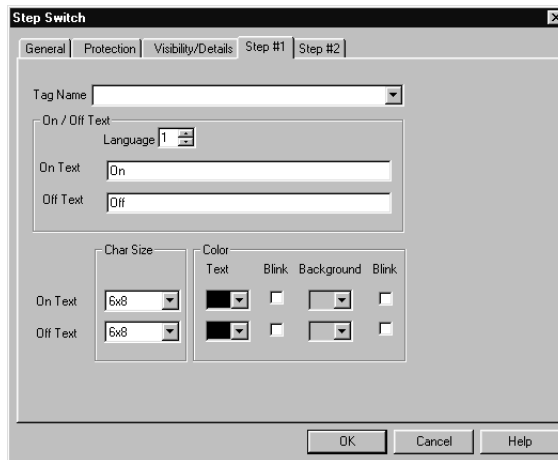 Step Switch
General Protection Visibility/Details Step #1 Step #2
Tag Name
On / Off Text
Language 1
On Text On
Off Text Off
Char Size Color
Text Blink Background Blink
On Text 6x8
Off Text 6x8
OK Cancel Help